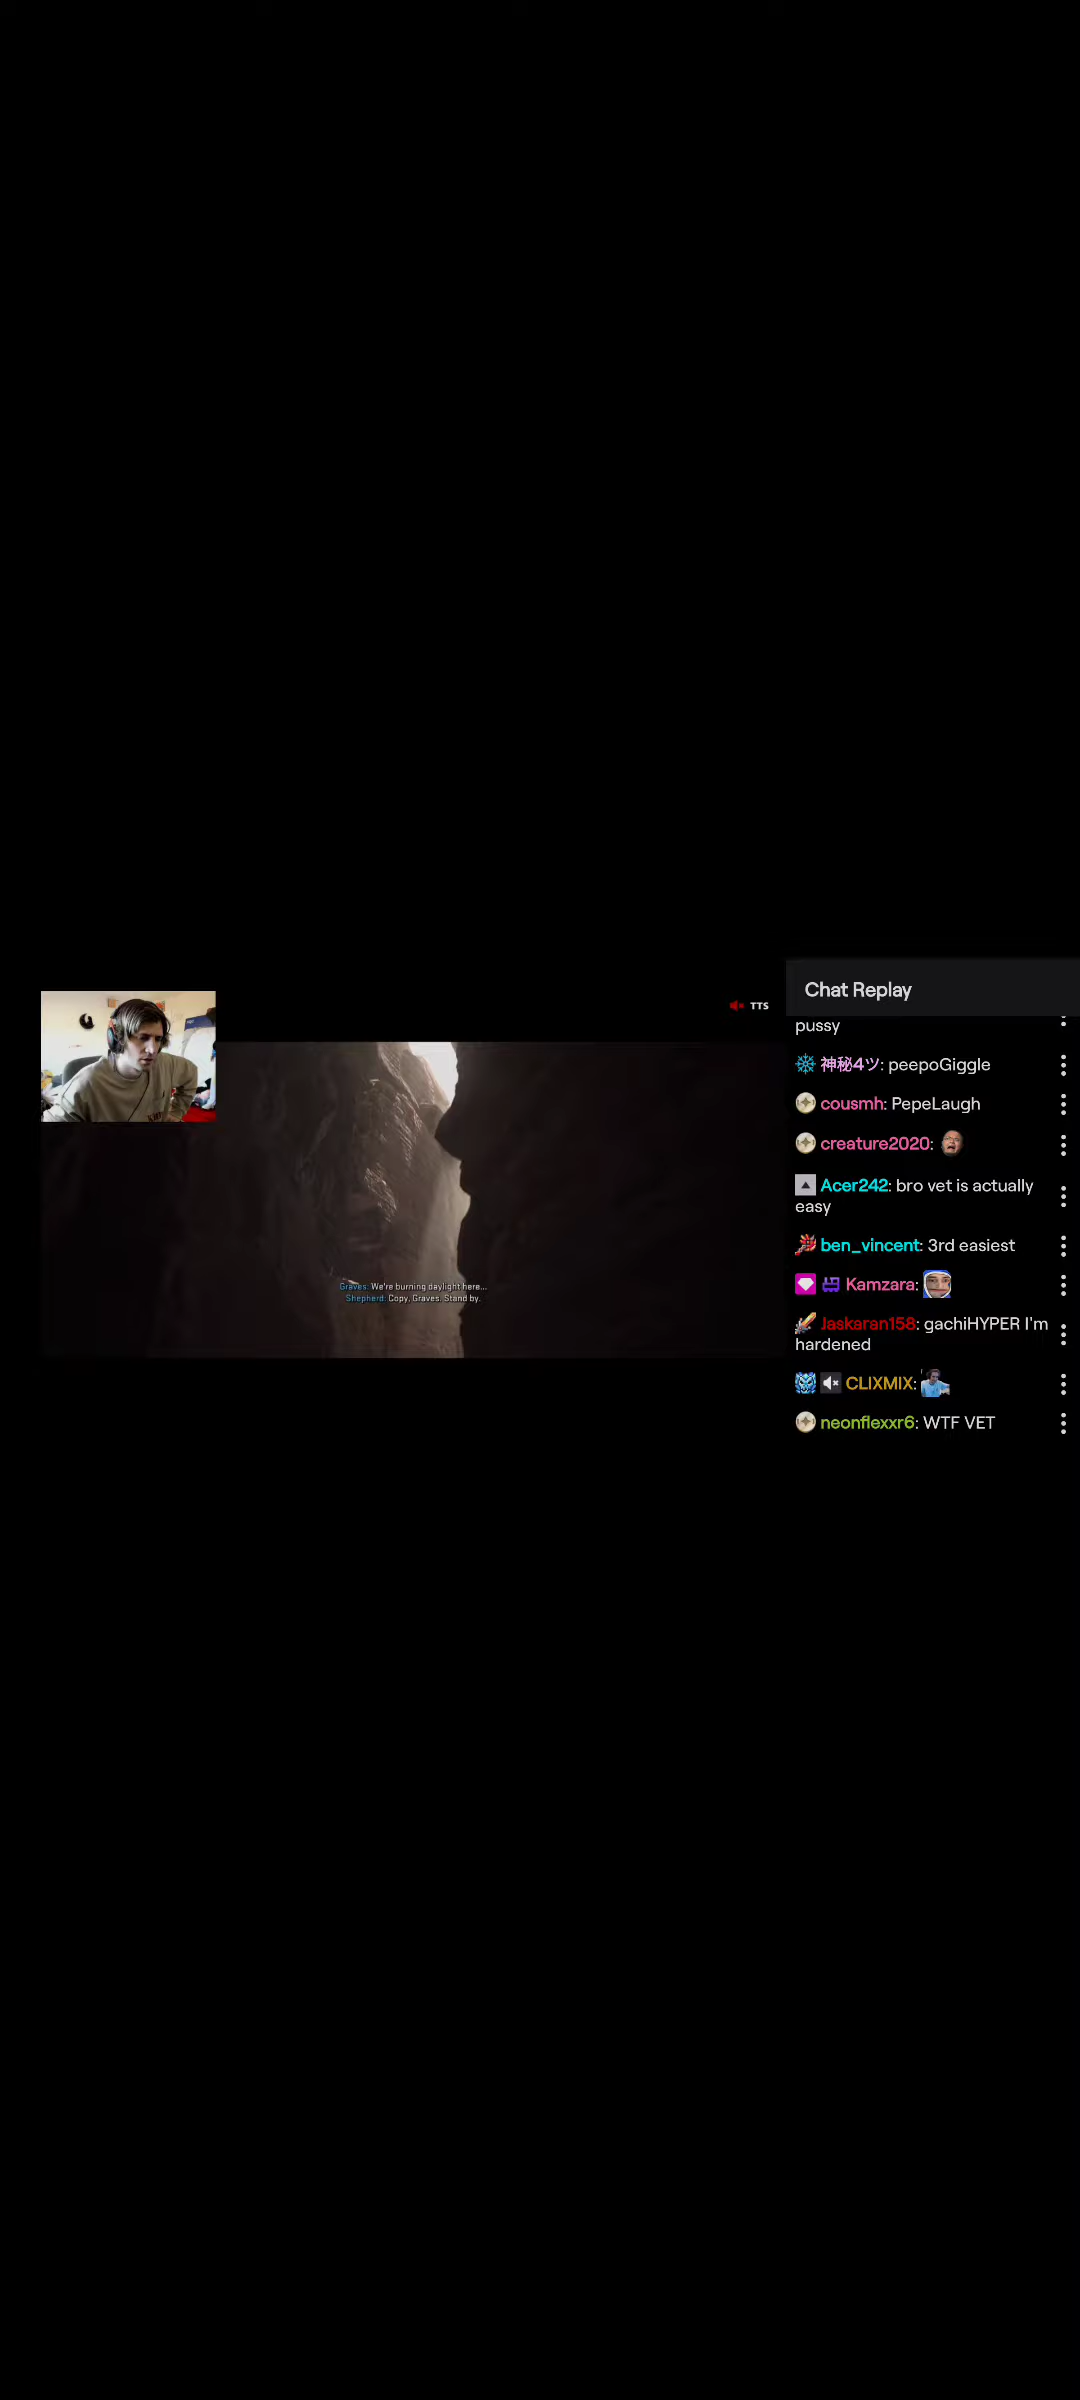 TTS
Graves: We're burning daylight here...
Shepherd: Copy, Graves. Stand by.
Chat Replay
pussy
神秘4ツ: peepoGiggle
cousmh: PepeLaugh
creature2020:
Acer242: bro vet is actually
easy
ben_vincent: 3rd easiest
Kamzara:
Jaskaran158: gachiHYPER I'm
hardened
CLIXMIX:
neonflexxr6: WTF VET